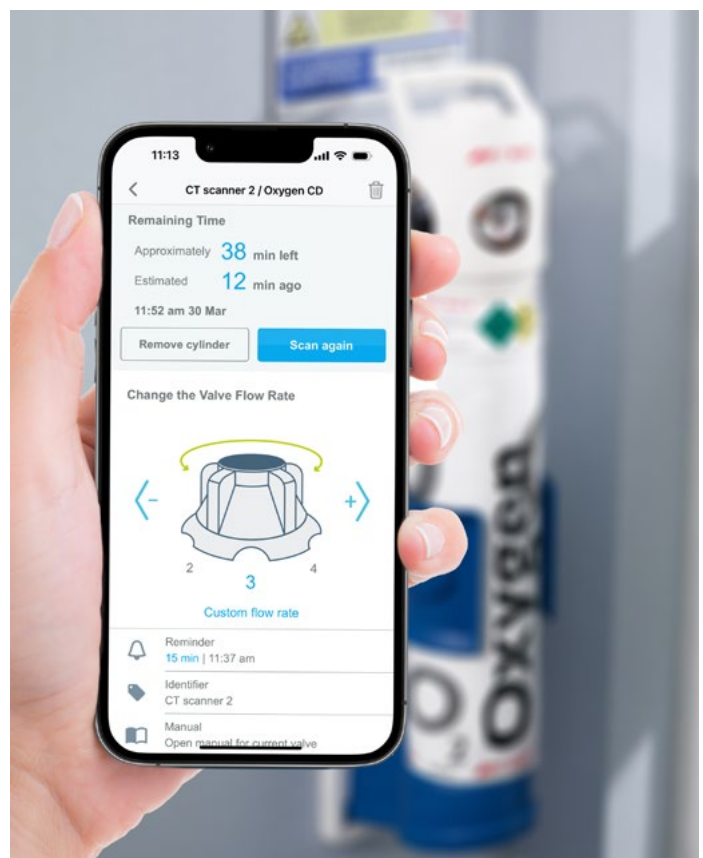 11:13
CT scanner 2 / Oxygen CD
Remaining Time
Approximately 38 min left
Estimated 12 min ago
11:52 am 30 Mar
Remove cylinder
Scan again
Change the Valve Flow Rate
- +
2 3 4
Custom flow rate
Reminder
15 min | 11:37 am
Identifier
CT scanner 2
Manual
Open manual for current valve
Oxygen